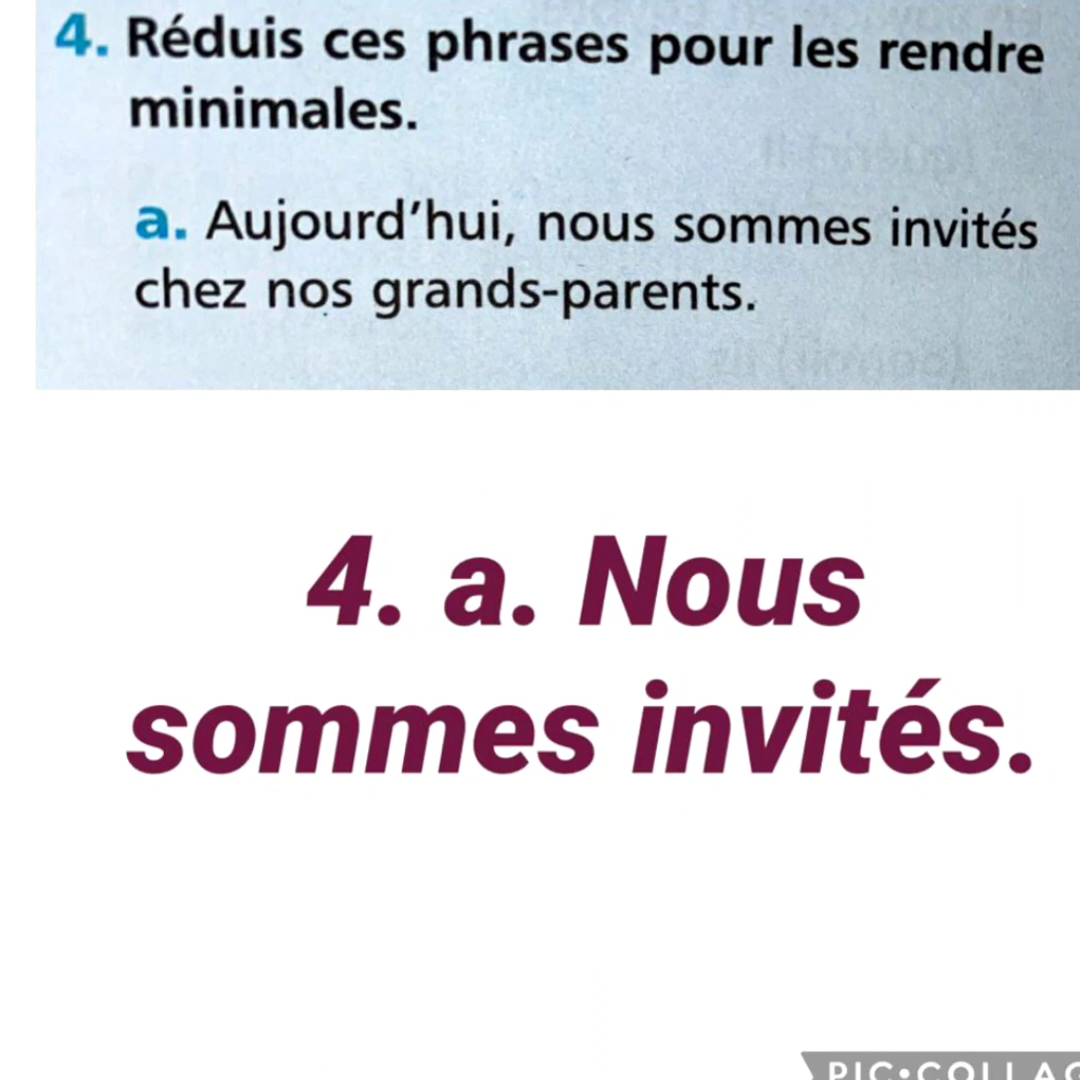 4. Réduis ces phrases pour les rendre
minimales.
a. Aujourd'hui, nous sommes invités
chez nos grands-parents.
4. a. Nous
sommes invités.